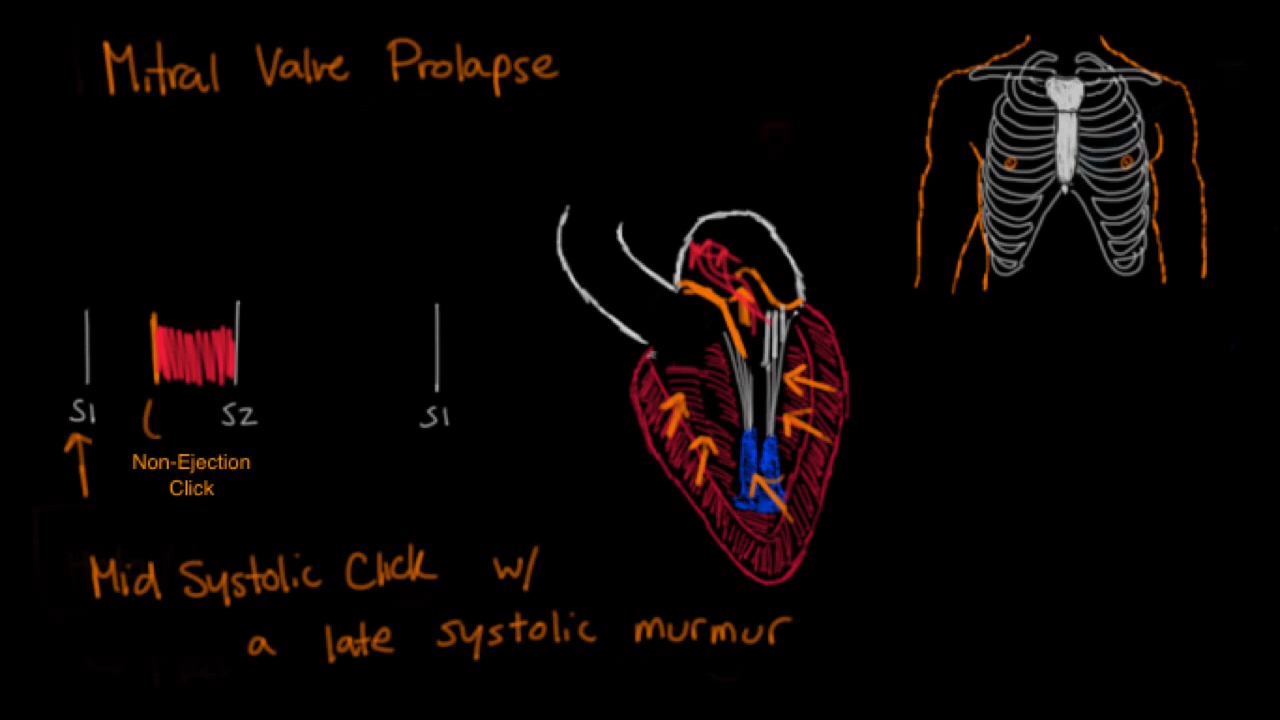 Mitral Valve Prolapse
S1
C
S2
S1
Non-Ejection
Click
Mid Systolic Click w/
a late systolic murmur